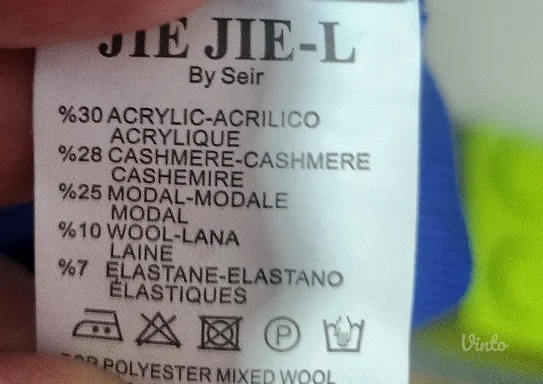 JIE JIE-L
By Seir
%30 ACRYLIC-ACRILICO
ACRYLIQUE
%28 CASHMERE-CASHMERE
CASHEMIRE
%25 MODAL-MODALE
MODAL
%10 WOOL-LANA
LAINE
%7 ELASTANE-ELASTANO
ÉLASTIQUES
P
POLYESTER MIXED WOOL
Vinto